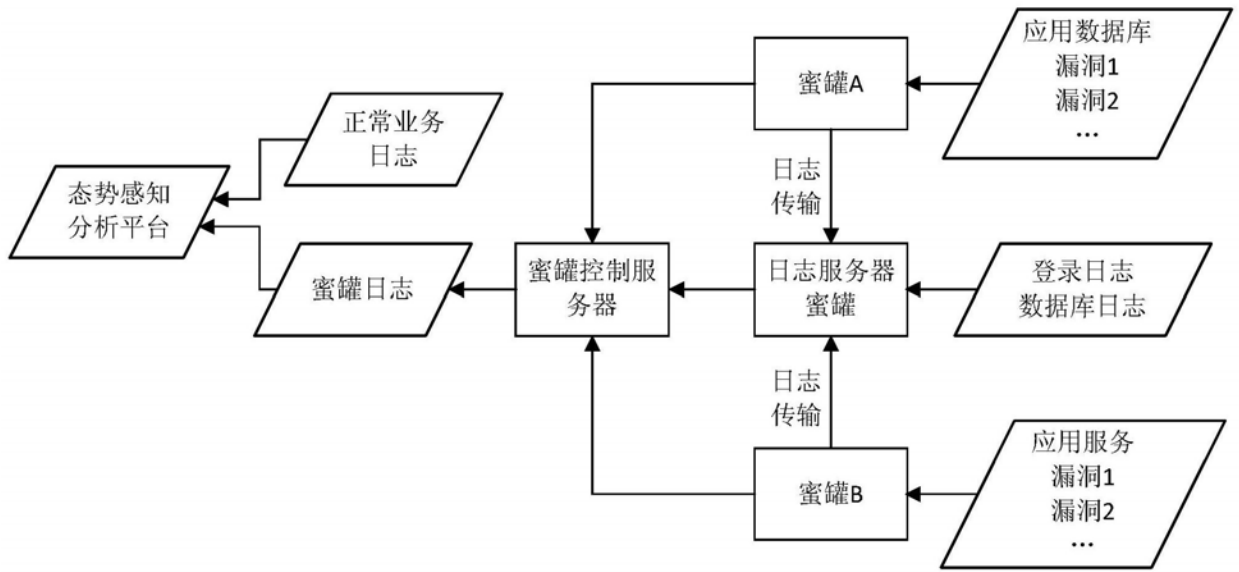 应用数据库
漏洞1
漏洞2
...
蜜罐A
正常业务
日志
日志
传输
态势感知
分析平台
蜜罐日志
蜜罐控制服
务器
日志服务器
蜜罐
登录日志
数据库日志
日志
传输
应用服务
漏洞1
漏洞2
...
蜜罐B